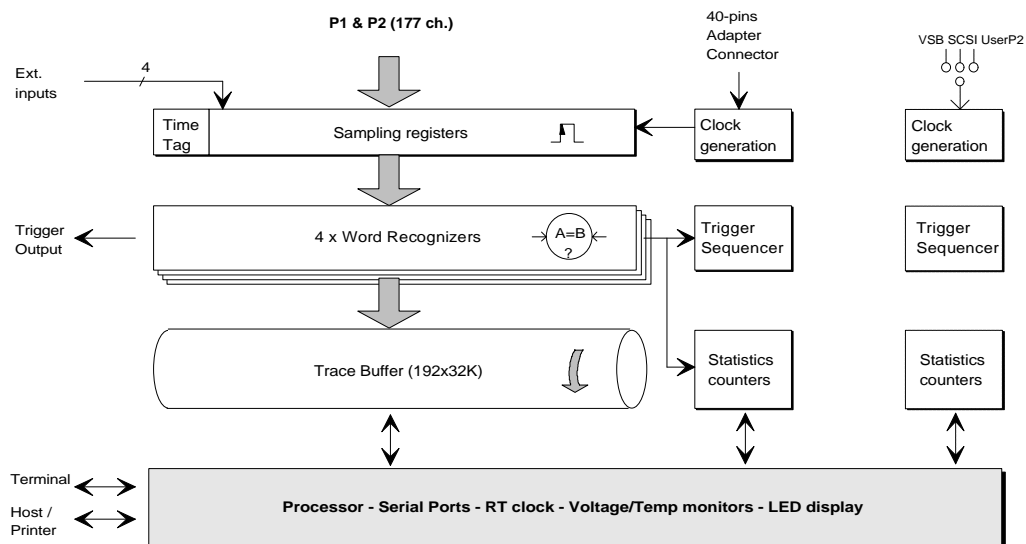 P1 & P2 (177 ch.)
40-pins
Adapter
Connector
VSB SCSI UserP2
Ext.
inputs
4
Time
Tag
Sampling registers
Clock
generation
Clock
generation
Trigger
Output
4 x Word Recognizers
A=B
?
Trigger
Sequencer
Trigger
Sequencer
Trace Buffer (192x32K)
Statistics
counters
Statistics
counters
Terminal
Host /
Printer
Processor - Serial Ports - RT clock - Voltage/Temp monitors - LED display